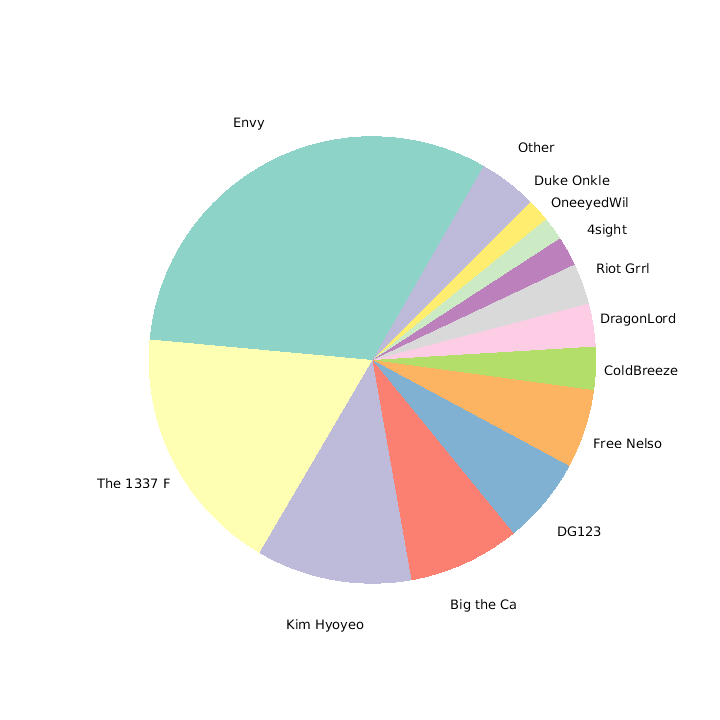 Envy
Other
Duke Onkle
OneeyedWil
4sight
Riot Grrl
DragonLord
ColdBreeze
Free Nelso
The 1337 F
DG123
Big the Ca
Kim Hyoyeo